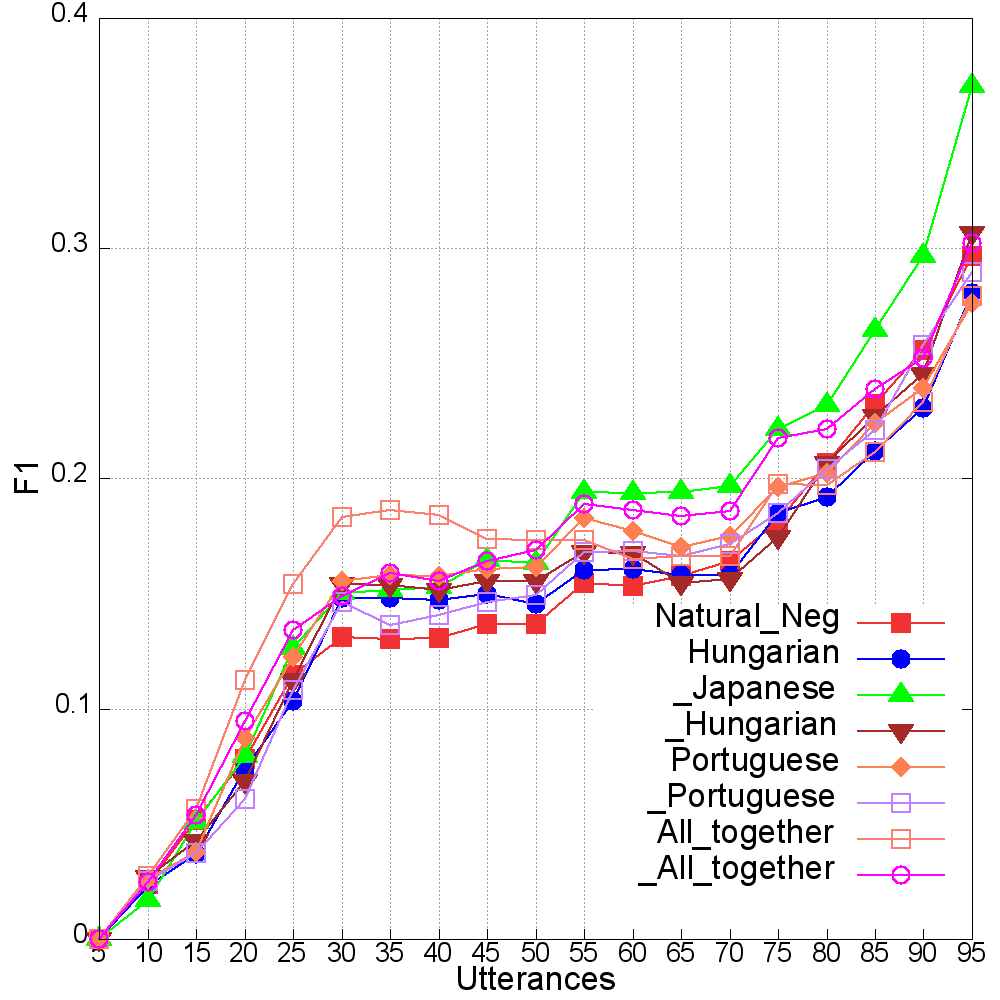 0.4
0.3
0.2
0.1
0
F1
Natural_Neg
Hungarian
_Japanese
_Hungarian
Portuguese
_Portuguese
All_together
_All_together
5 10 15 20 25 30 35 40 45 50 55 60 65 70 75 80 85 90 95
Utterances